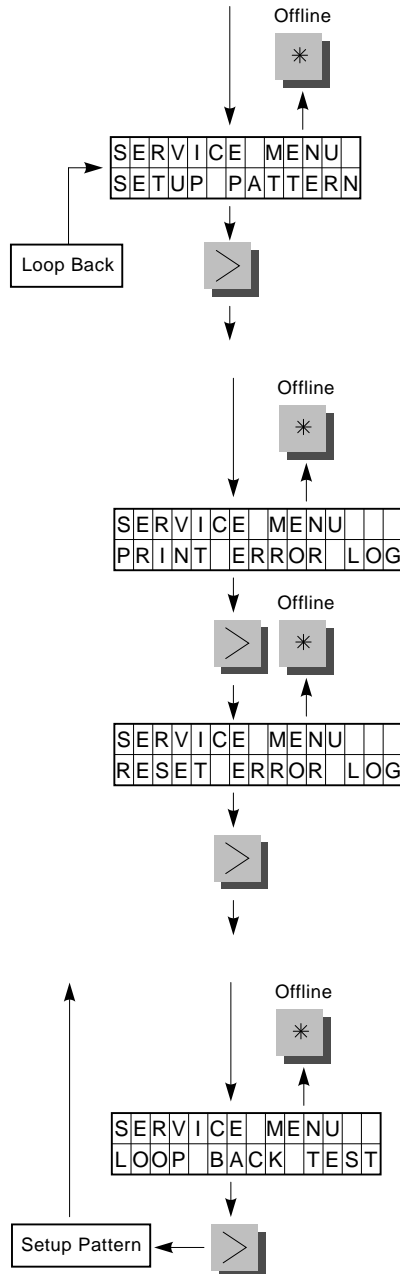 Offline
*
SERVICE MENU
SETUP PATTERN
Loop Back
>
Offline
*
SERVICE MENU
PRINT ERROR LOG
Offline
> *
SERVICE MENU
RESET ERROR LOG
>
Offline
*
SERVICE MENU
LOOP BACK TEST
Setup Pattern >